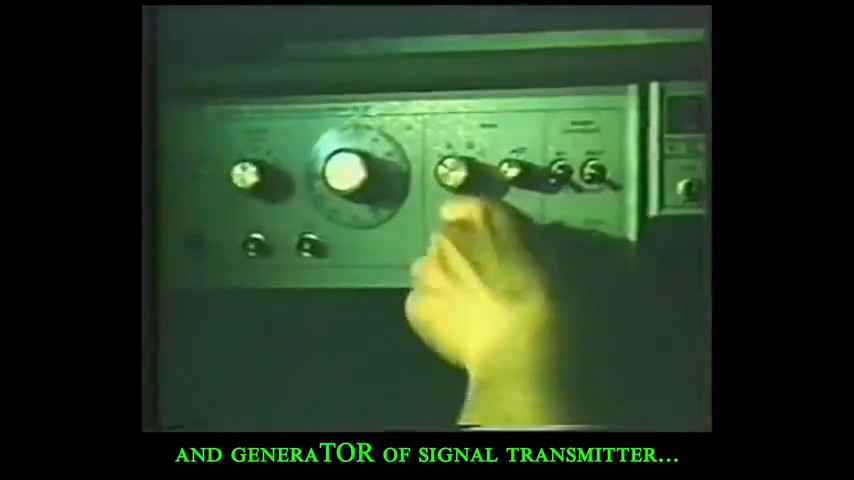 AND GENERATOR OF SIGNAL TRANSMITTER...